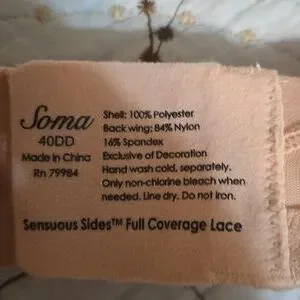 Soma
40DD
Made in China
Rn 79984
Shell: 100% Polyester
Back wing: 84% Nylon
16% Spandex
Exclusive of Decoration
Hand wash cold, separately.
Only non-chlorine bleach when
needed. Line dry. Do not iron.
Sensuous Sides™ Full Coverage Lace